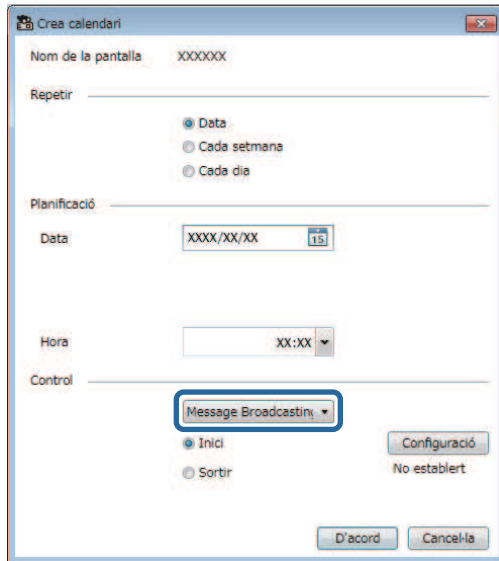 Crea calendari
Nom de la pantalla XXXXXX
Repetir
Data
Cada setmana
Cada dia
Planificació
Data XXXX/XX/XX 15
Hora XX:XX
Control
Message Broadcasting
Inici Configuració
Sortir No establert
D'acord Cancel·la